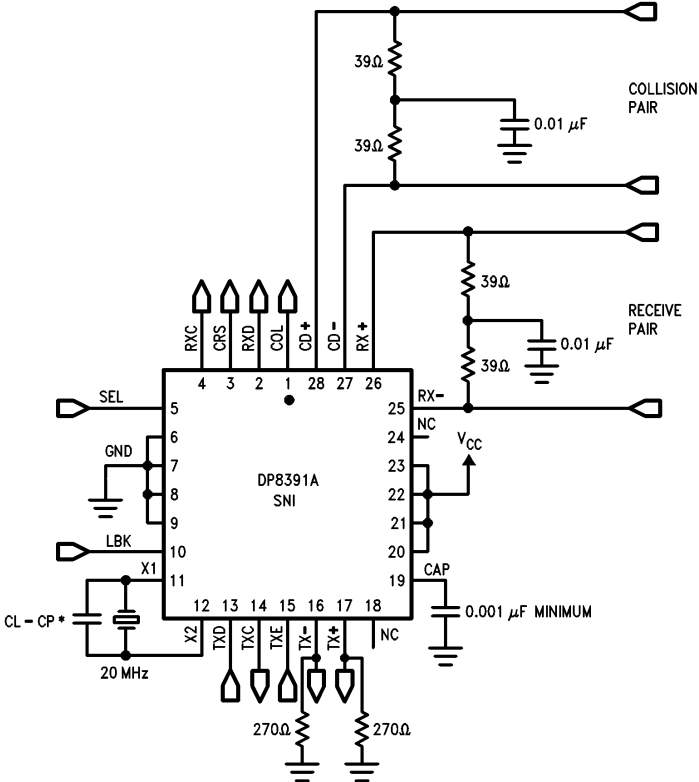 39Ω
0.01 µF
39Ω
COLLISION
PAIR
39Ω
0.01 µF
39Ω
RECEIVE
PAIR
RXC
CRS
RXD
COL
CD+
CD-
RX+
4 3 2 1 28 27 26
SEL
5
25
RX-
NC
6
24
GND
7
23
VCC
DP8391A
SNI
8
22
9
21
LBK
10
20
X1
11
19
CAP
12 13 14 15 16 17 18
CL-CP*
20 MHz
X2
TXD
TXC
TXE
TX-
TX+
NC
0.001 µF MINIMUM
270Ω
270Ω